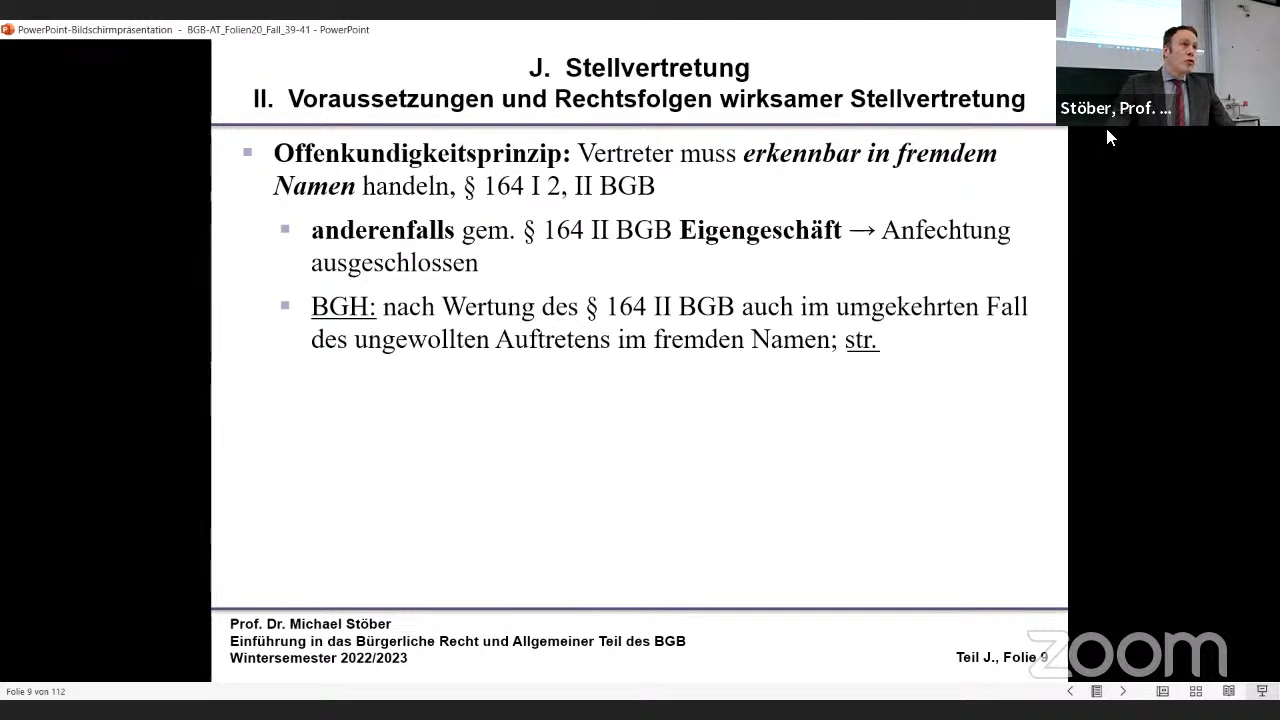 PowerPoint-Bildschirmpräsentation - BGB-AT_Folien20_Fall_39-41 - PowerPoint
Stöber, Prof. ...
J. Stellvertretung
II. Voraussetzungen und Rechtsfolgen wirksamer Stellvertretung
Offenkundigkeitsprinzip: Vertreter muss erkennbar in fremdem
Namen handeln, § 164 I 2, II BGB
anderenfalls gem. § 164 II BGB Eigengeschäft → Anfechtung
ausgeschlossen
BGH: nach Wertung des § 164 II BGB auch im umgekehrten Fall
des ungewollten Auftretens im fremden Namen; str.
Prof. Dr. Michael Stöber
Einführung in das Bürgerliche Recht und Allgemeiner Teil des BGB
Wintersemester 2022/2023
Teil J., Folie 9
zoom
Folie 9 von 112